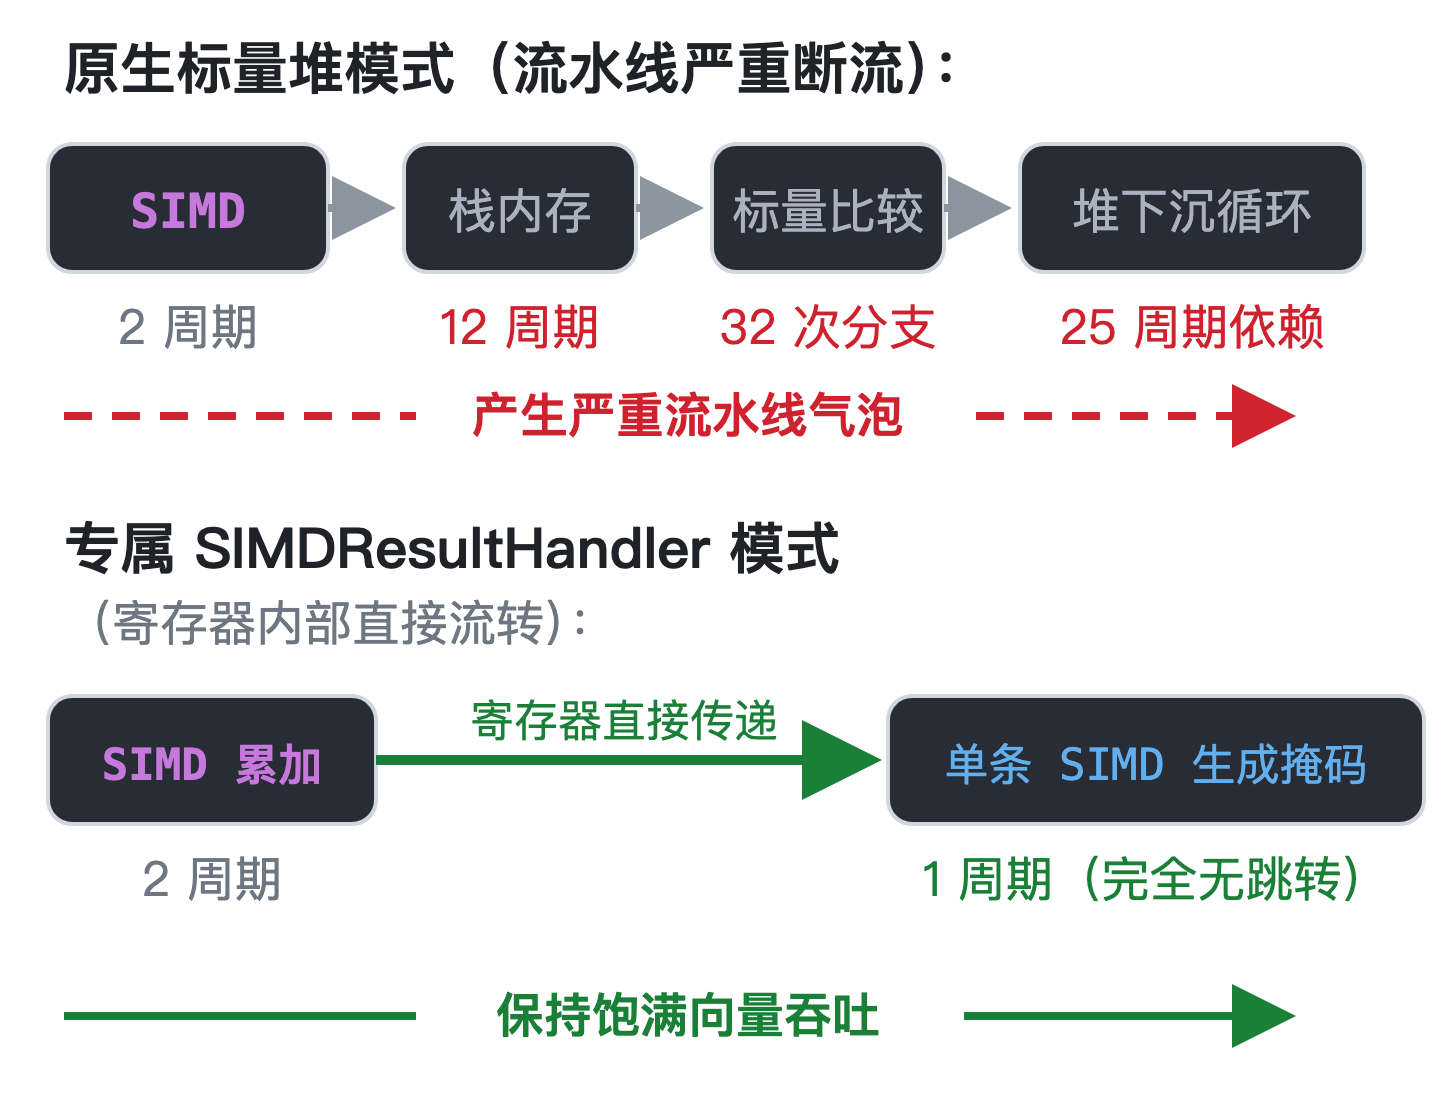 原生标量堆模式（流水线严重断流）：
SIMD
栈内存
标量比较
堆下沉循环
2 周期
12 周期
32 次分支
25 周期依赖
产生严重流水线气泡
专属 SIMDResultHandler 模式
（寄存器内部直接流转）：
寄存器直接传递
SIMD 累加
单条 SIMD 生成掩码
2 周期
1 周期（完全无跳转）
保持饱满向量吞吐